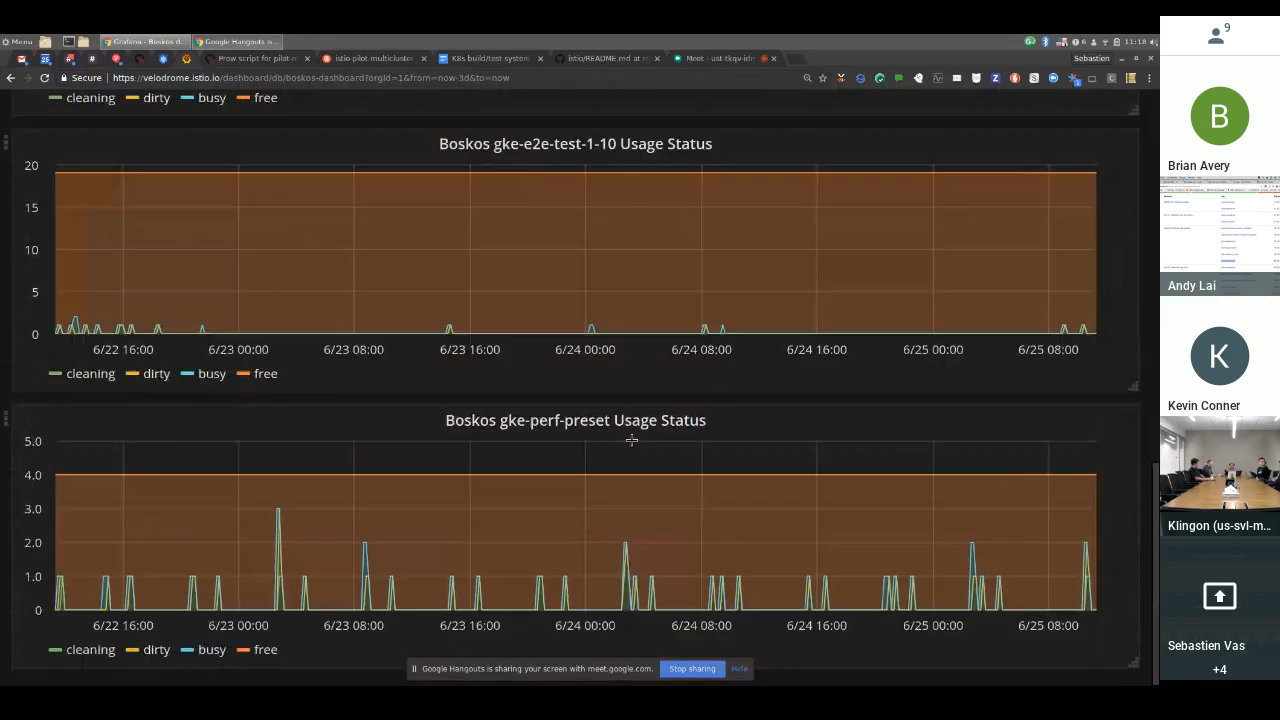 Menu
Grafana - Boskos d...
Google Hangouts is...
6
11:18
Prow script for pilot-m
istio pilot-multicluster
K8s build/test system
istio/README.md at m
Meet - ust-tkqv-idn
Sebastien
Secure
https://velodrome.istio.io/dashboard/db/boskos-dashboard?orgId=1&from=now-3d&to=now
cleaning dirty busy free
Boskos gke-e2e-test-1-10 Usage Status
20
15
10
5
0
6/22 16:00 6/23 00:00 6/23 08:00 6/23 16:00 6/24 00:00 6/24 08:00 6/24 16:00 6/25 00:00 6/25 08:00
cleaning dirty busy free
Boskos gke-perf-preset Usage Status
5.0
4.0
3.0
2.0
1.0
0
6/22 16:00 6/23 00:00 6/23 08:00 6/23 16:00 6/24 00:00 6/24 08:00 6/24 16:00 6/25 00:00 6/25 08:00
cleaning dirty busy free
Google Hangouts is sharing your screen with meet.google.com.
Stop sharing
Hide
9
B
Brian Avery
Andy Lai
K
Kevin Conner
Klingon (us-svl-m...
Sebastien Vas
+4